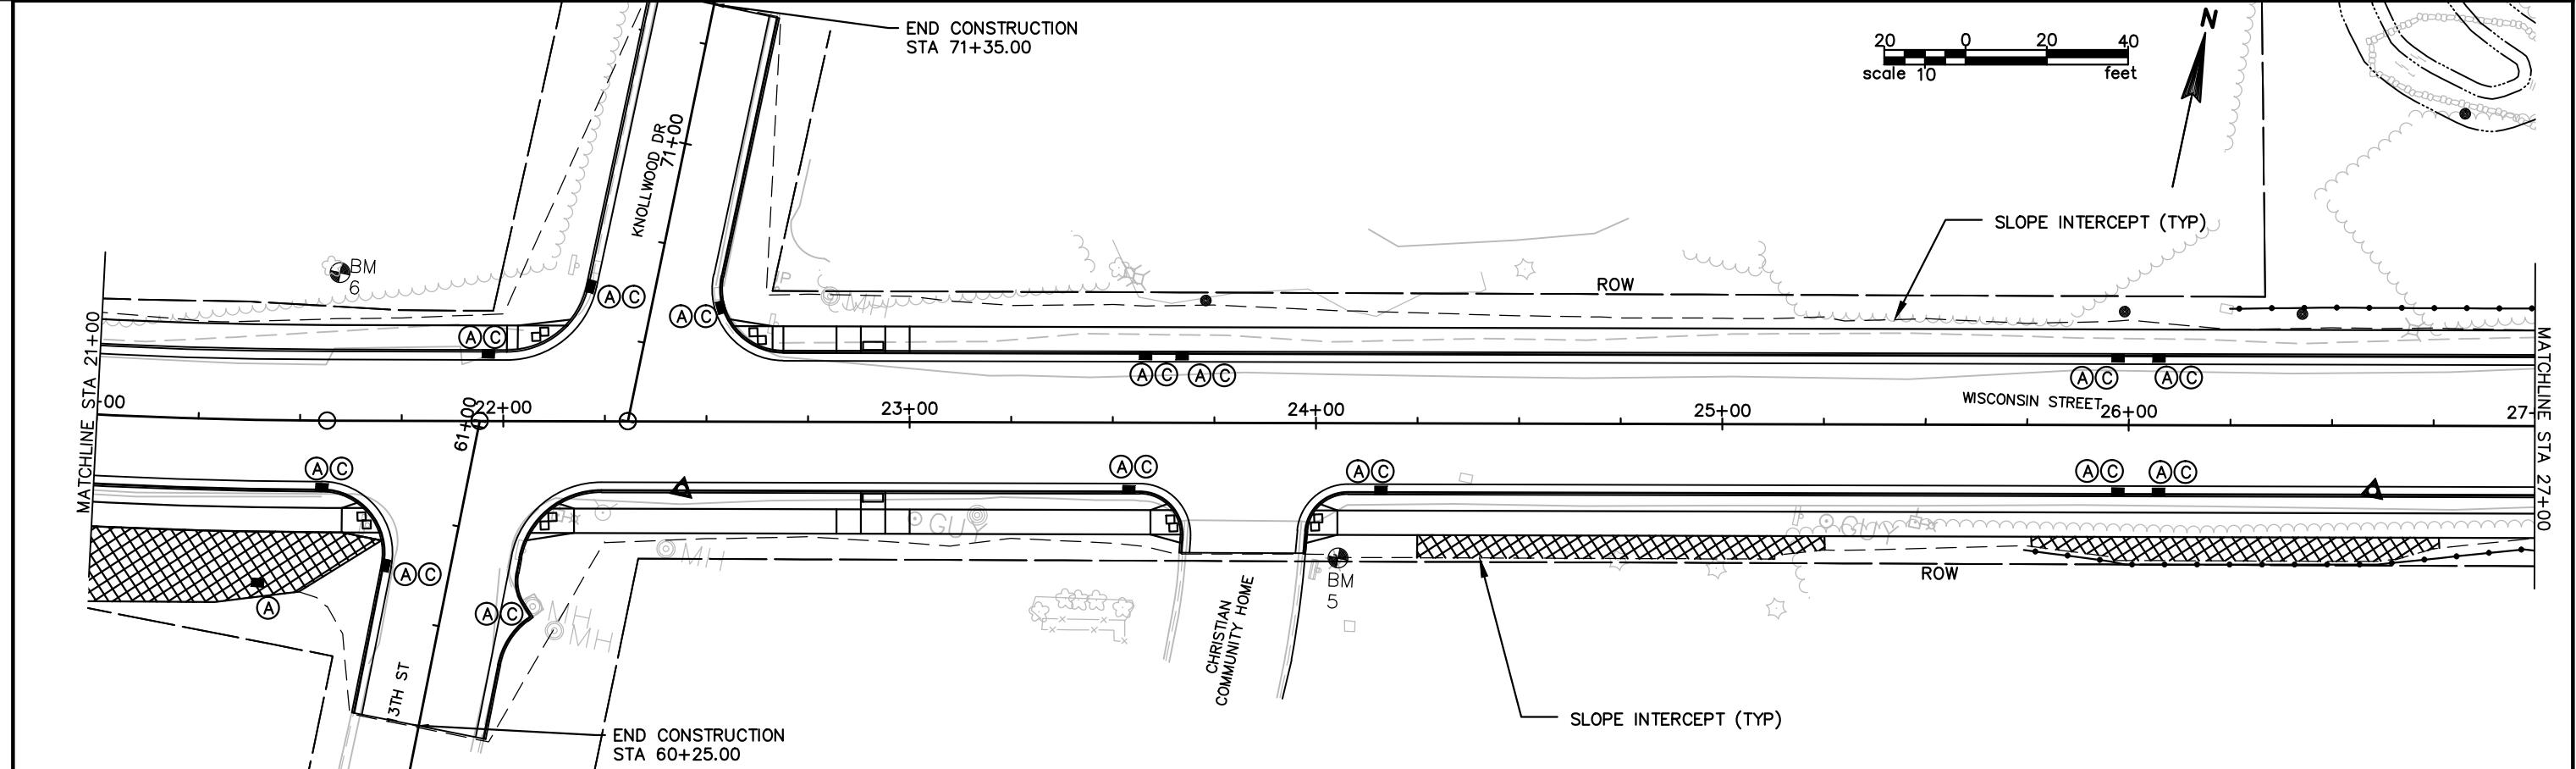 END CONSTRUCTION
STA 71+35.00
20 0 20 40
scale 10 feet
N
KNOLLWOOD DR
71+00
SLOPE INTERCEPT (TYP)
BM
6
A C
A C
A C
ROW
MH
MATCHLINE STA 21+00
A C
A C
A C
A C
-00
61+00
22+00
23+00
24+00
25+00
WISCONSIN STREET
26+00
27-
MATCHLINE STA 27+00
A C
A C
A C
A C
A C
GUY
GUY
MH
A C
A
A C
MH
MH
BM
5
ROW
CHRISTIAN
COMMUNITY HOME
3TH ST
SLOPE INTERCEPT (TYP)
END CONSTRUCTION
STA 60+25.00